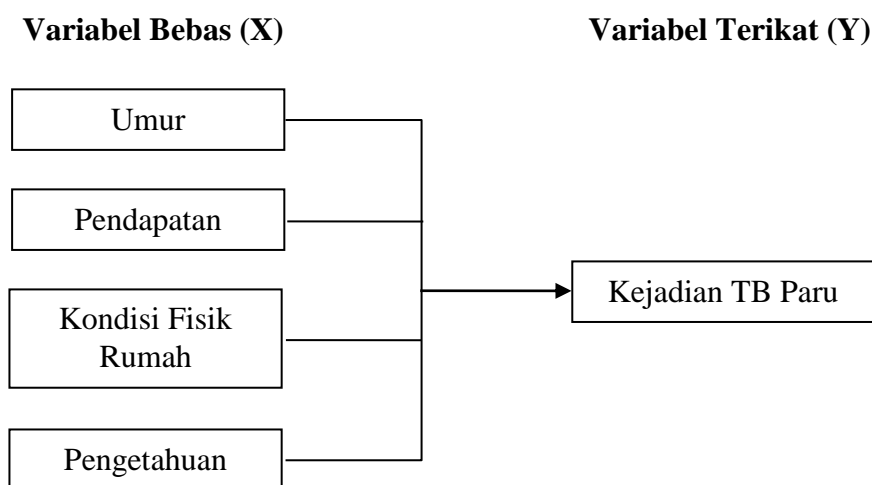 Variabel Bebas (X)
Variabel Terikat (Y)
Umur
Pendapatan
Kondisi Fisik
Rumah
Kejadian TB Paru
Pengetahuan